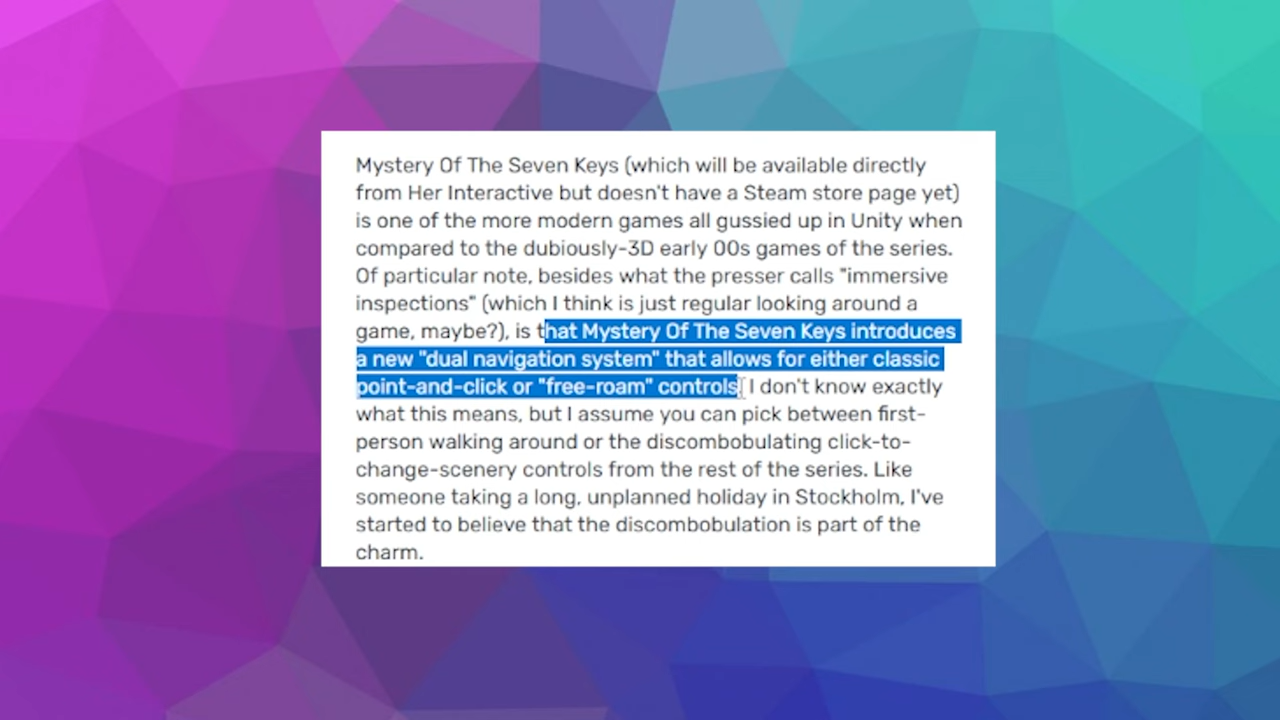 Mystery Of The Seven Keys (which will be available directly
from Her Interactive but doesn't have a Steam store page yet)
is one of the more modern games all gussied up in Unity when
compared to the dubiously-3D early 00s games of the series.
Of particular note, besides what the presser calls "immersive
inspections" (which I think is just regular looking around a
game, maybe?), is that Mystery Of The Seven Keys introduces
a new "dual navigation system" that allows for either classic
point-and-click or "free-roam" controls. I don't know exactly
what this means, but I assume you can pick between first-
person walking around or the discombobulating click-to-
change-scenery controls from the rest of the series. Like
someone taking a long, unplanned holiday in Stockholm, I've
started to believe that the discombobulation is part of the
charm.